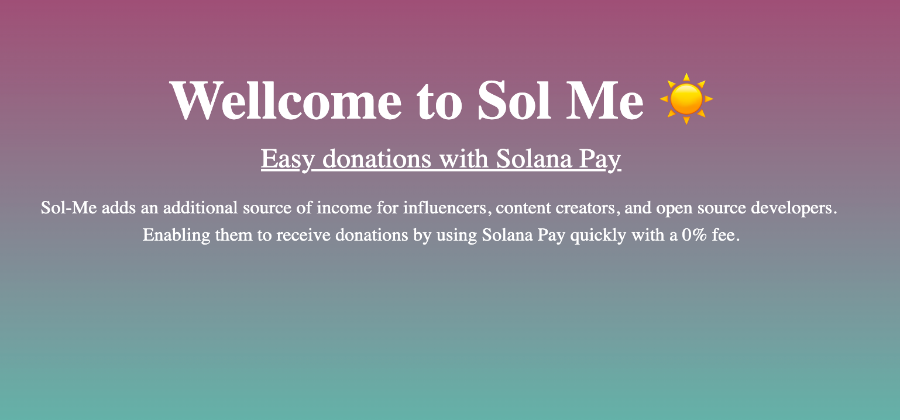 Wellcome to Sol Me ☀️
Easy donations with Solana Pay
Sol-Me adds an additional source of income for influencers, content creators, and open source developers.
Enabling them to receive donations by using Solana Pay quickly with a 0% fee.